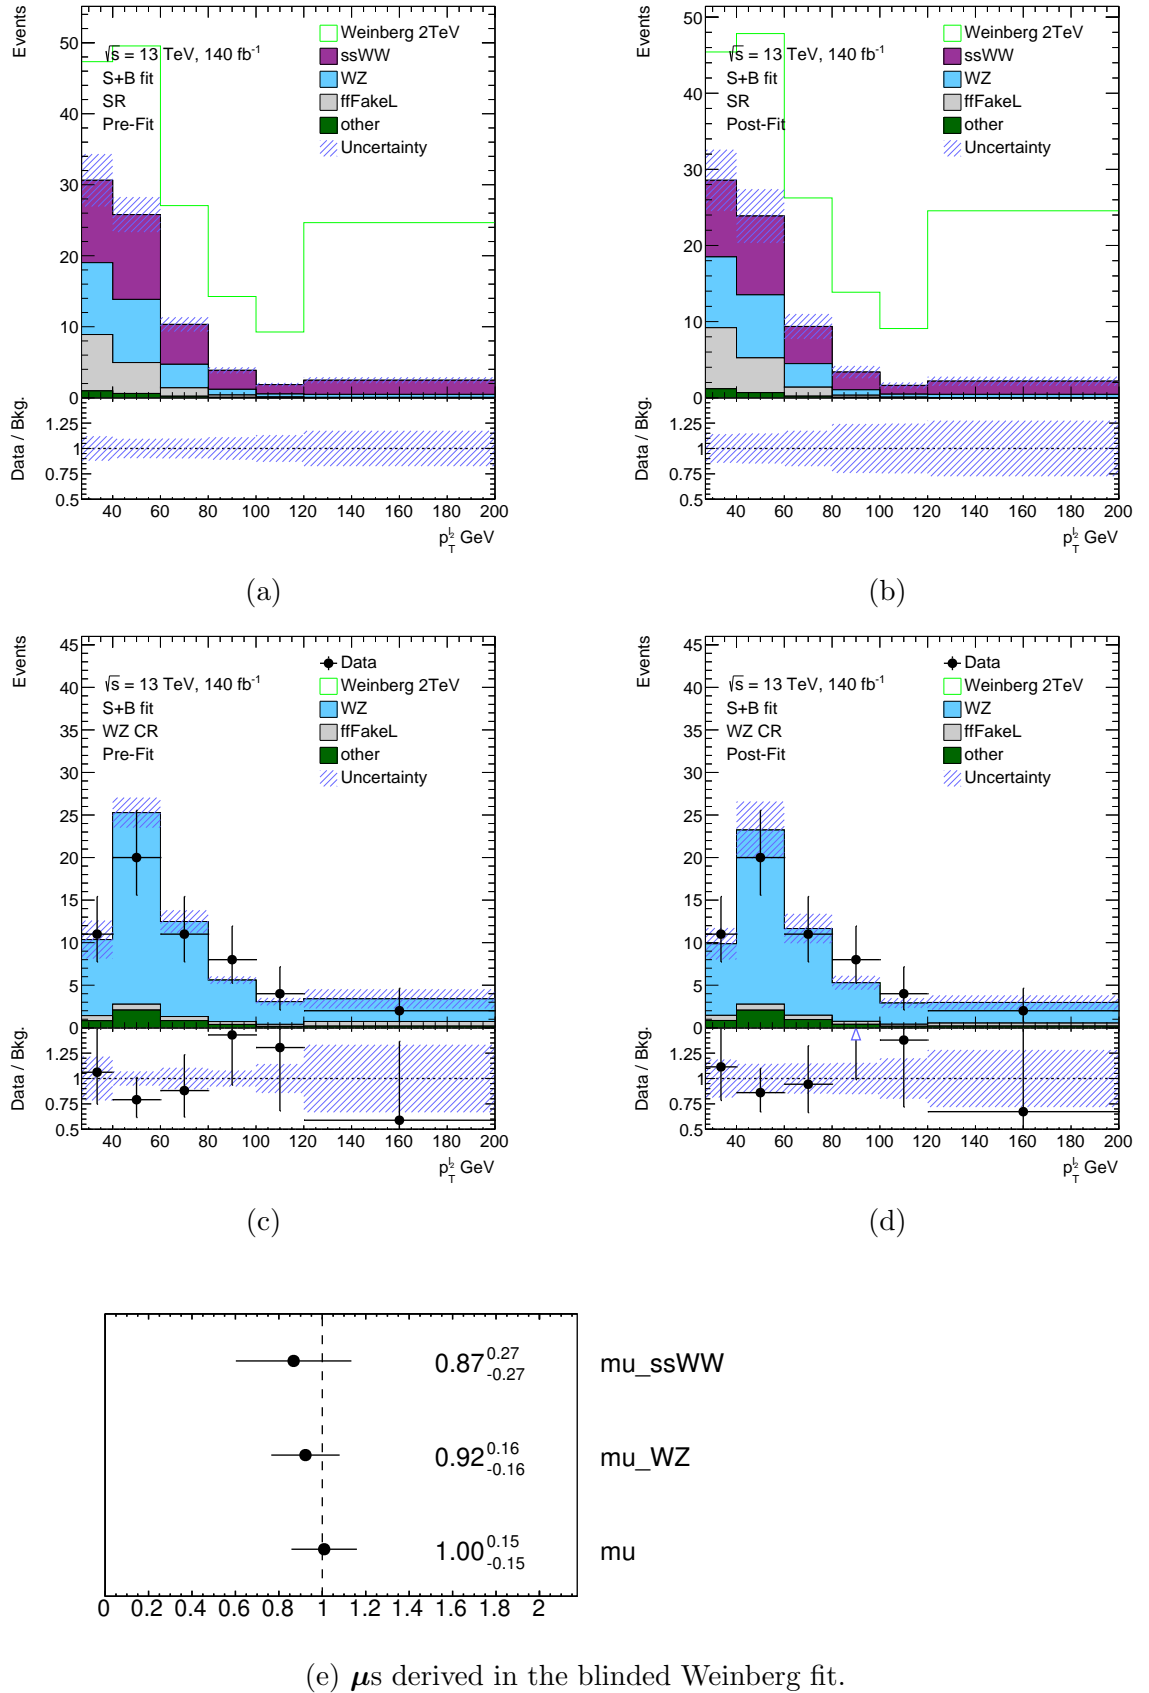 Events
50
40
30
20
10
0
√s = 13 TeV, 140 fb-1
S+B fit
SR
Pre-Fit
Weinberg 2TeV
ssWW
WZ
ffFakeL
other
Uncertainty
Data / Bkg.
1.25
1
0.75
0.5
40 60 80 100 120 140 160 180 200
p_T^l2 GeV
(a)
Events
50
40
30
20
10
0
√s = 13 TeV, 140 fb-1
S+B fit
SR
Post-Fit
Weinberg 2TeV
ssWW
WZ
ffFakeL
other
Uncertainty
Data / Bkg.
1.25
1
0.75
0.5
40 60 80 100 120 140 160 180 200
p_T^l2 GeV
(b)
Events
45
40
35
30
25
20
15
10
5
0
√s = 13 TeV, 140 fb-1
S+B fit
WZ CR
Pre-Fit
Data
Weinberg 2TeV
WZ
ffFakeL
other
Uncertainty
Data / Bkg.
1.25
1
0.75
0.5
40 60 80 100 120 140 160 180 200
p_T^l2 GeV
(c)
Events
45
40
35
30
25
20
15
10
5
0
√s = 13 TeV, 140 fb-1
S+B fit
WZ CR
Post-Fit
Data
Weinberg 2TeV
WZ
ffFakeL
other
Uncertainty
Data / Bkg.
1.25
1
0.75
0.5
40 60 80 100 120 140 160 180 200
p_T^l2 GeV
(d)
0.87 0.27 -0.27 mu_ssWW
0.92 0.16 -0.16 mu_WZ
1.00 0.15 -0.15 mu
0 0.2 0.4 0.6 0.8 1 1.2 1.4 1.6 1.8 2
(e) μs derived in the blinded Weinberg fit.